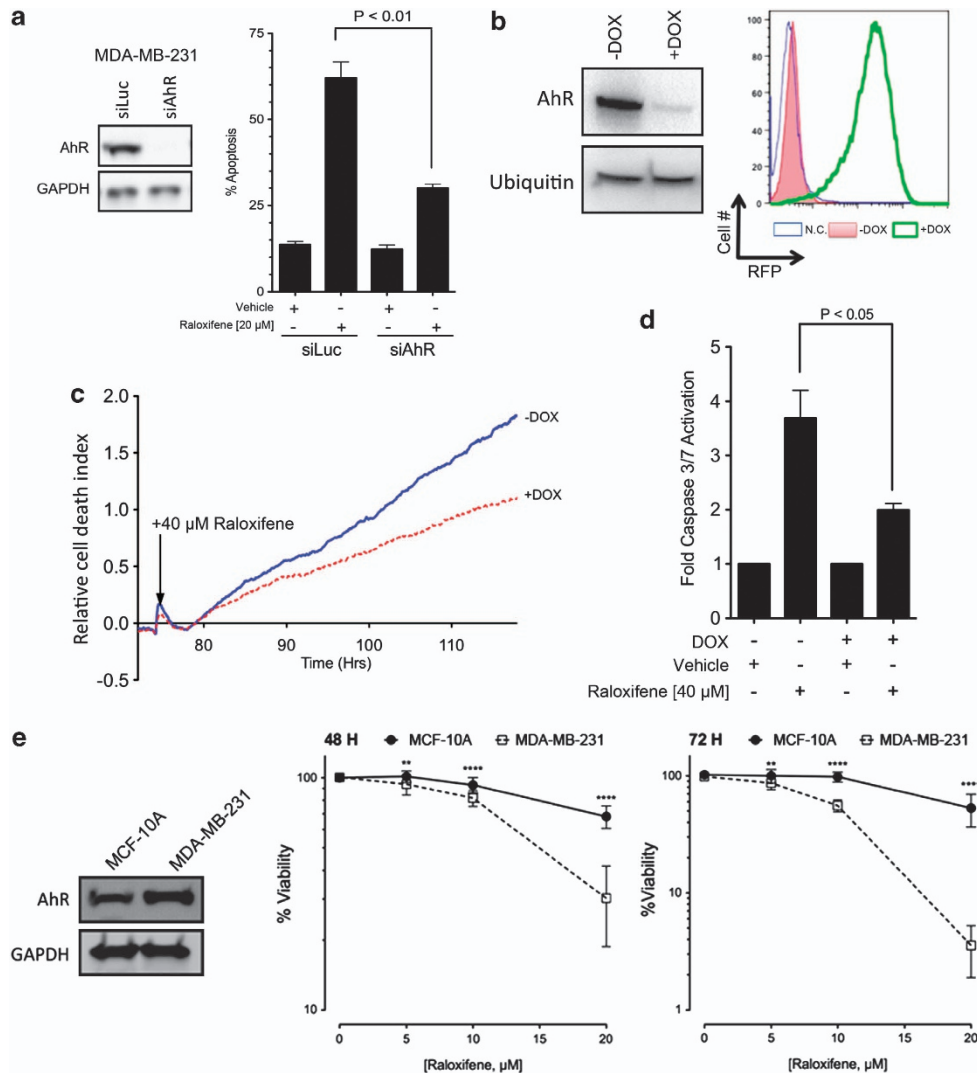 a
MDA-MB-231
siLuc
siAhR
AhR
GAPDH
P < 0.01
% Apoptosis
75
50
25
0
Vehicle + - + -
Raloxifene [20 µM] - + - +
siLuc siAhR
b
-DOX
+DOX
AhR
Ubiquitin
100
80
60
40
20
0
Cell #
N.C. -DOX +DOX
RFP
c
Relative cell death index
2.0
1.5
1.0
0.5
0.0
-0.5
+40 µM Raloxifene
-DOX
+DOX
80 90 100 110
Time (Hrs)
d
P < 0.05
Fold Caspase 3/7 Activation
5
4
3
2
1
0
DOX - - + +
Vehicle + - + -
Raloxifene [40 µM] - + - +
e
MCF-10A
MDA-MB-231
AhR
GAPDH
48 H MCF-10A MDA-MB-231
** **** ****
% Viability
100
10
0 5 10 15 20
[Raloxifene, µM]
72 H MCF-10A MDA-MB-231
** **** ****
%Viability
100
10
1
0 5 10 15 20
[Raloxifene, µM]